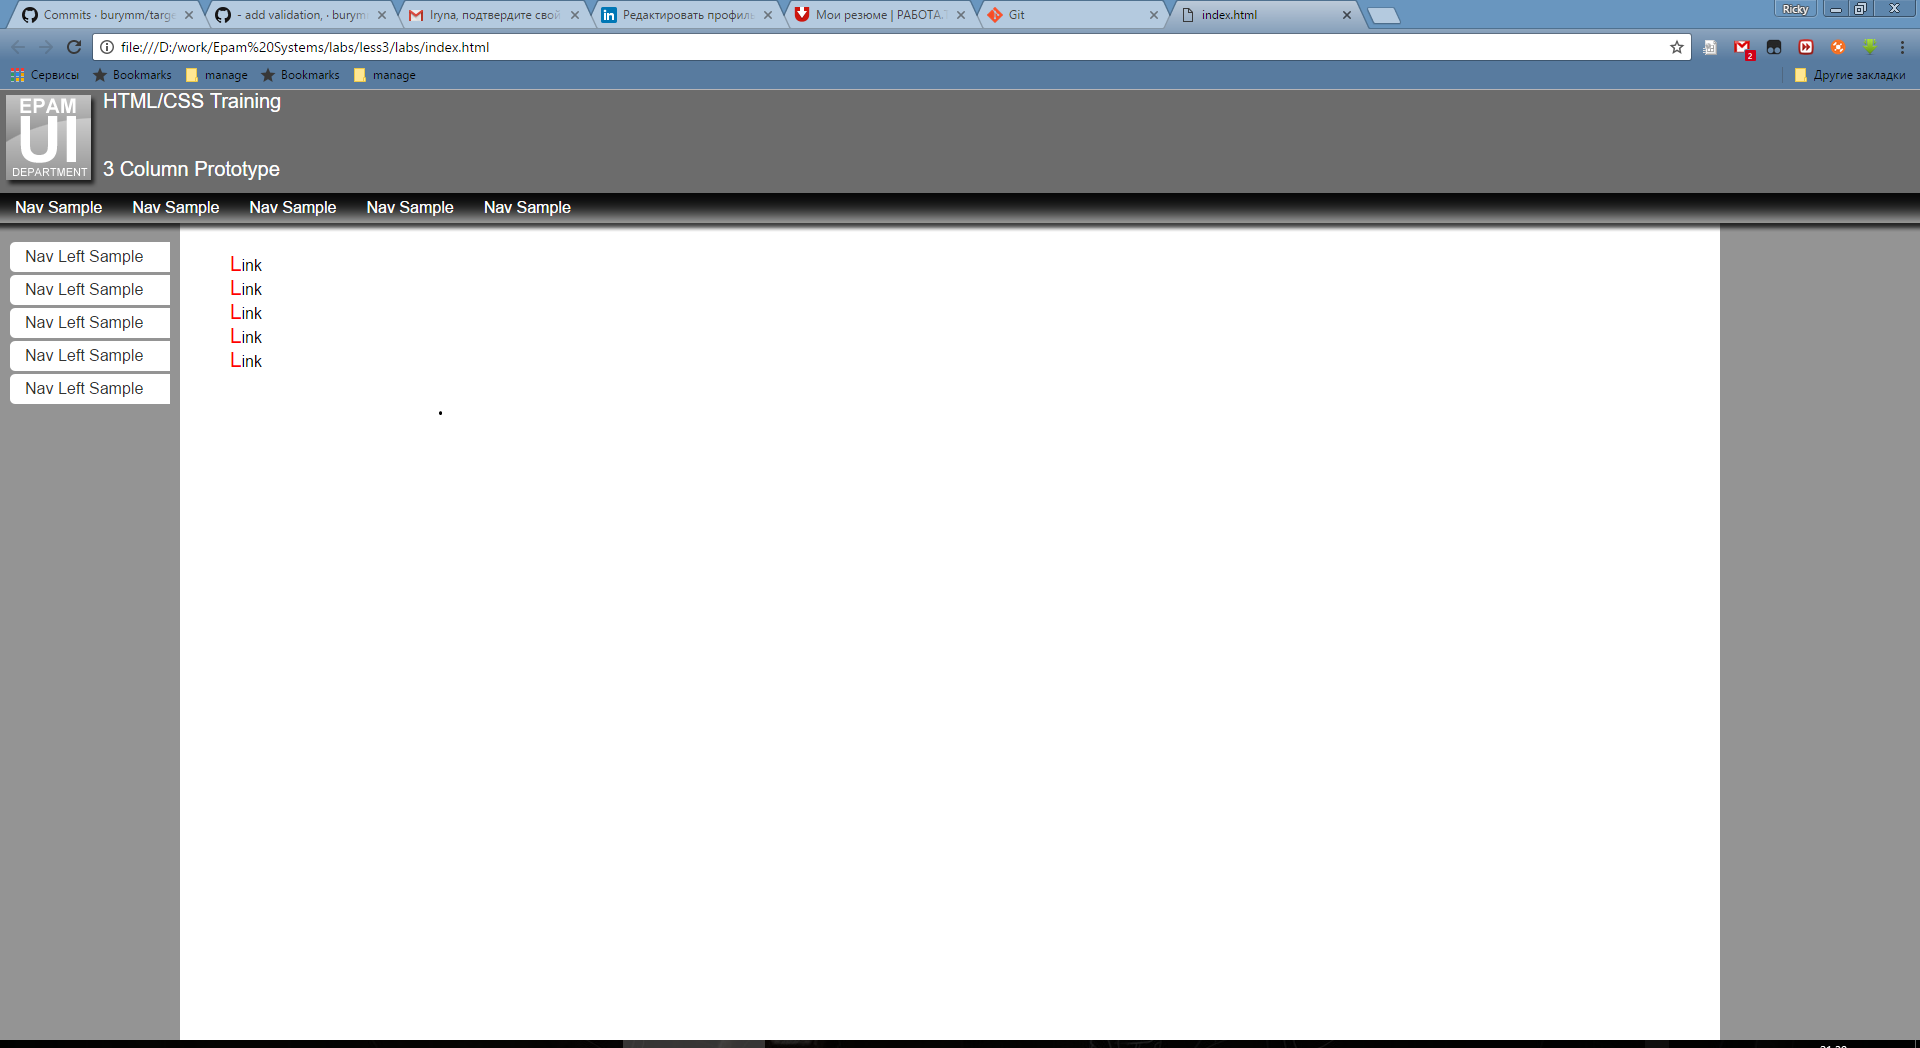 Commits · burymm/targe
- add validation, · burym
Iryna, подтвердите свой
Редактировать профиль
Мои резюме | РАБОТА.T
Git
index.html
Ricky
file:///D:/work/Epam%20Systems/labs/less3/labs/index.html
2
Сервисы
Bookmarks
manage
Bookmarks
manage
Другие закладки
EPAM
UI
DEPARTMENT
HTML/CSS Training
3 Column Prototype
Nav Sample Nav Sample Nav Sample Nav Sample Nav Sample
Nav Left Sample
Nav Left Sample
Nav Left Sample
Nav Left Sample
Nav Left Sample
Link
Link
Link
Link
Link